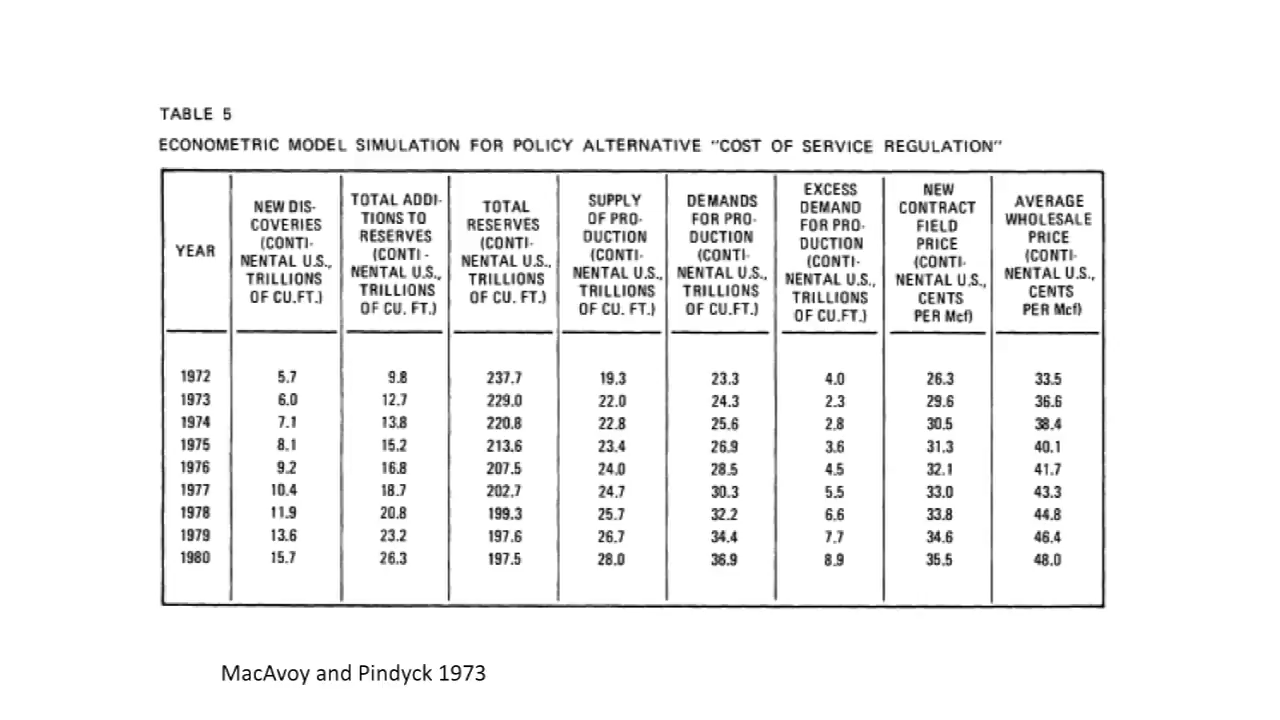 TABLE 5
ECONOMETRIC MODEL SIMULATION FOR POLICY ALTERNATIVE "COST OF SERVICE REGULATION"
YEAR
NEW DIS-
COVERIES
(CONTI-
NENTAL U.S.,
TRILLIONS
OF CU.FT.)
TOTAL ADDI-
TIONS TO
RESERVES
(CONTI-
NENTAL U.S.,
TRILLIONS
OF CU. FT.)
TOTAL
RESERVES
(CONTI-
NENTAL U.S.,
TRILLIONS
OF CU. FT.)
SUPPLY
OF PRO-
DUCTION
(CONTI-
NENTAL U.S.,
TRILLIONS
OF CU. FT.)
DEMANDS
FOR PRO-
DUCTION
(CONTI-
NENTAL U.S.,
TRILLIONS
OF CU.FT.)
EXCESS
DEMAND
FOR PRO-
DUCTION
(CONTI-
NENTAL U.S.,
TRILLIONS
OF CU.FT.)
NEW
CONTRACT
FIELD
PRICE
(CONTI-
NENTAL U.S.,
CENTS
PER Mcf)
AVERAGE
WHOLESALE
PRICE
(CONTI-
NENTAL U.S.,
CENTS
PER Mcf)
1972 5.7 9.8 237.7 19.3 23.3 4.0 26.3 33.5
1973 6.0 12.7 229.0 22.0 24.3 2.3 29.6 36.6
1974 7.1 13.8 220.8 22.8 25.6 2.8 30.5 38.4
1975 8.1 15.2 213.6 23.4 26.9 3.6 31.3 40.1
1976 9.2 16.8 207.5 24.0 28.5 4.5 32.1 41.7
1977 10.4 18.7 202.7 24.7 30.3 5.5 33.0 43.3
1978 11.9 20.8 199.3 25.7 32.2 6.6 33.8 44.8
1979 13.6 23.2 197.6 26.7 34.4 7.7 34.6 46.4
1980 15.7 26.3 197.5 28.0 36.9 8.9 35.5 48.0
MacAvoy and Pindyck 1973